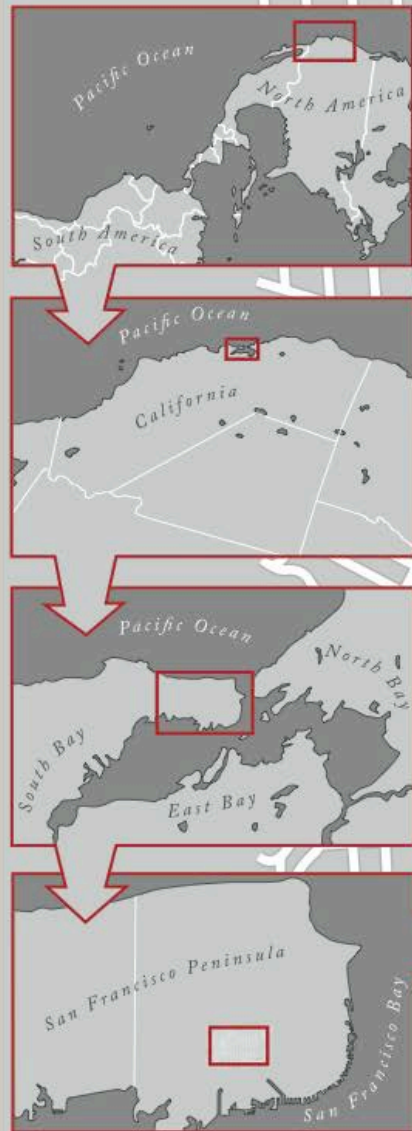 Pacific Ocean
North America
South America
Pacific Ocean
California
Pacific Ocean
North Bay
South Bay
East Bay
San Francisco Peninsula
San Francisco Bay